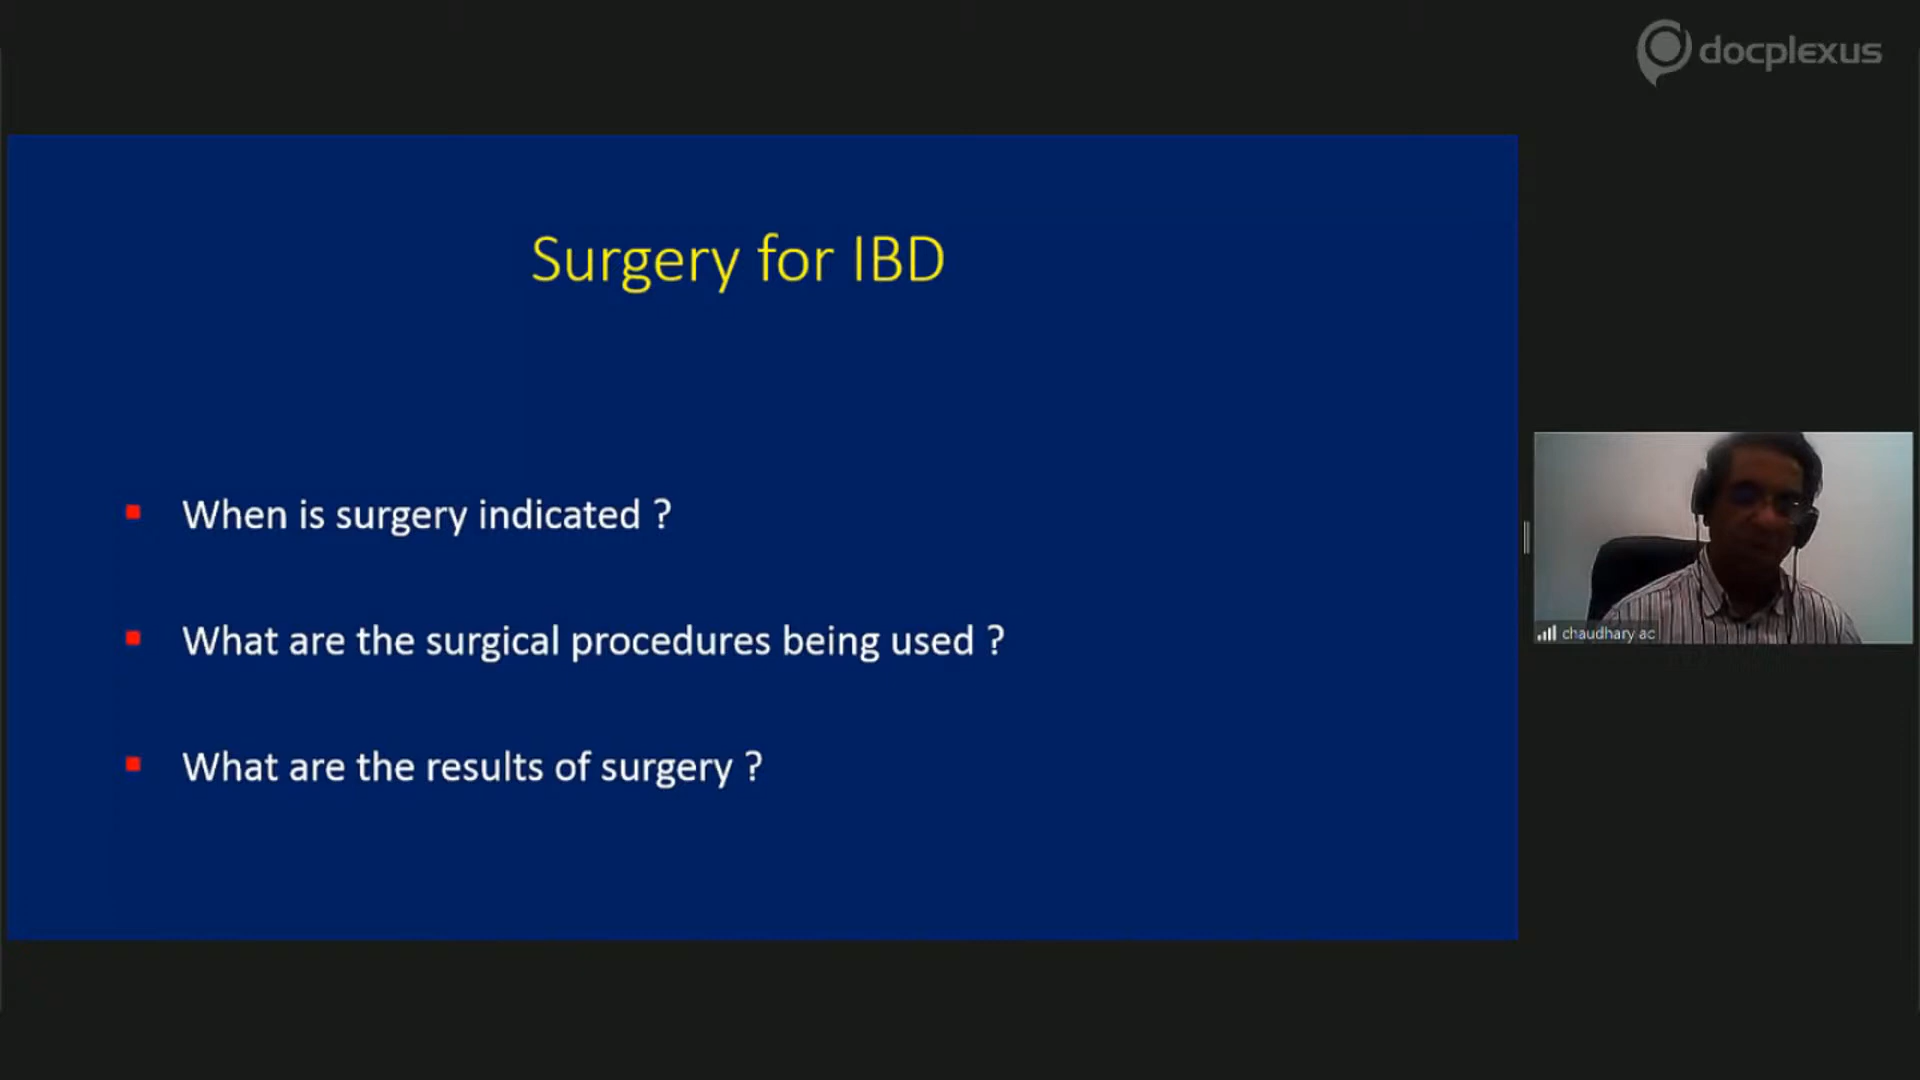 docplexus
Surgery for IBD
When is surgery indicated ?
What are the surgical procedures being used ?
What are the results of surgery ?
chaudhary ac